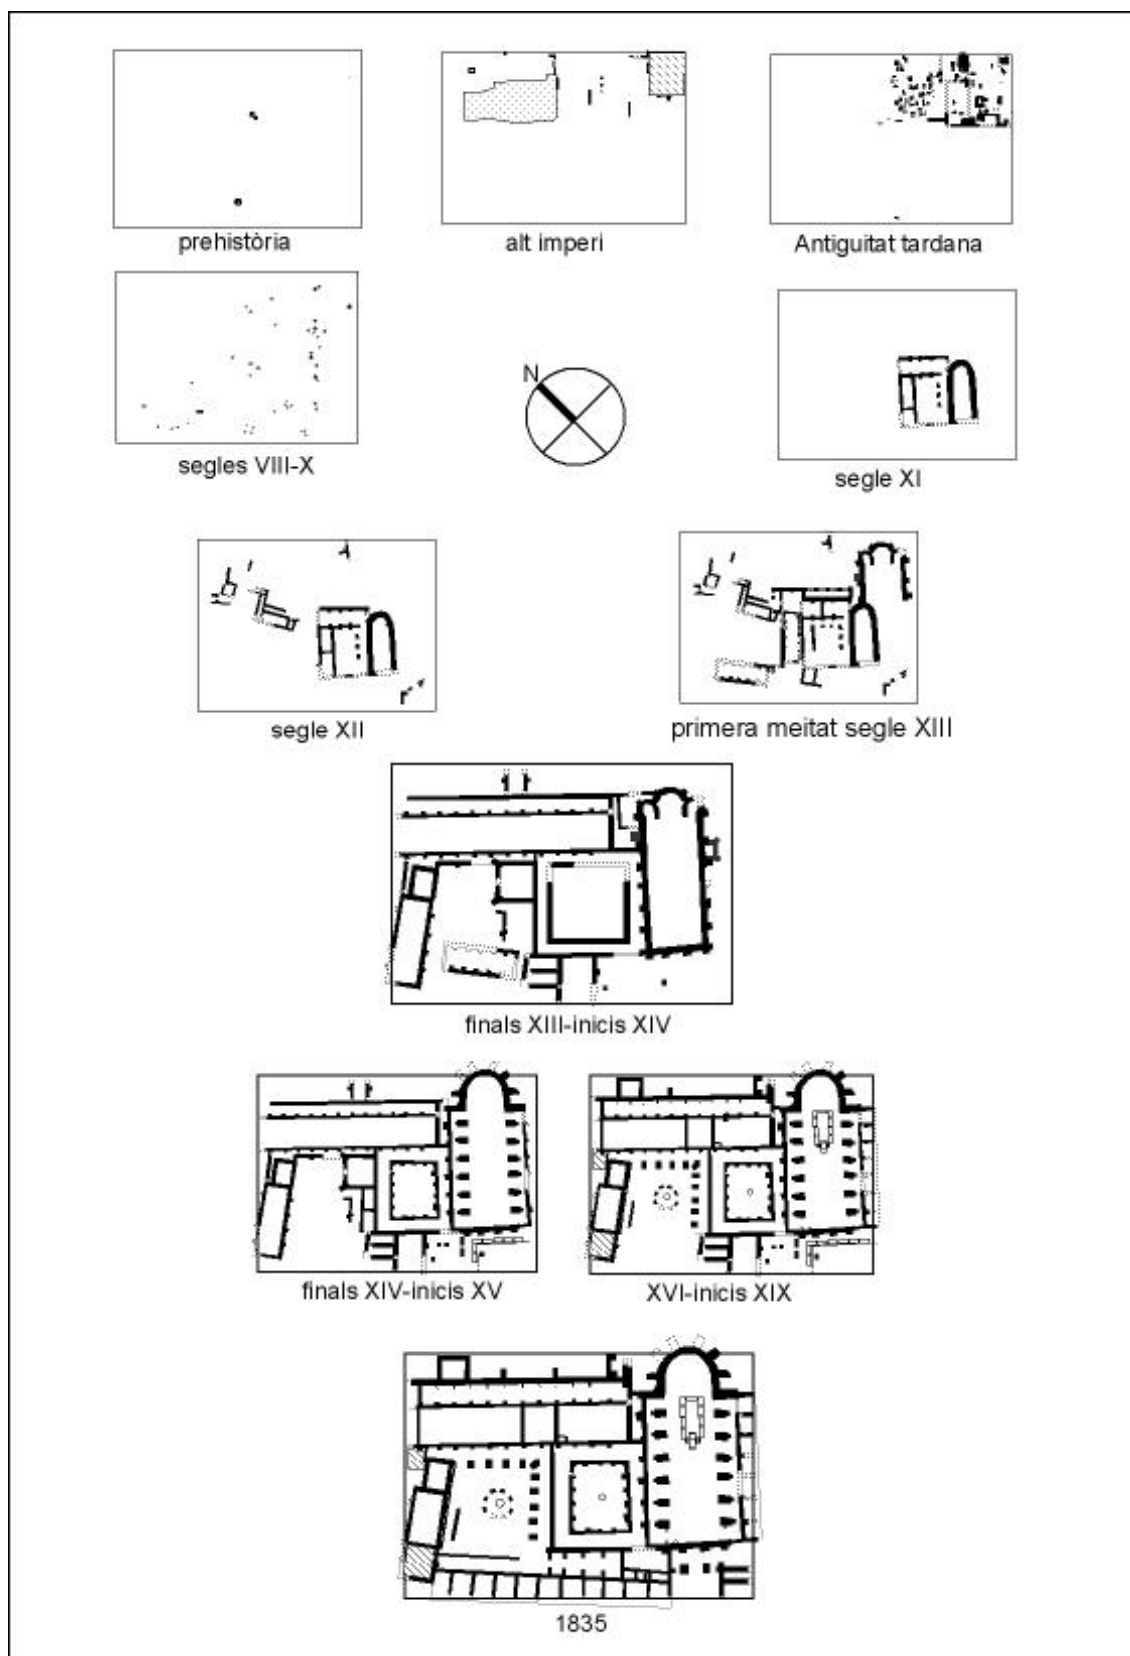 prehistòria
alt imperi
Antiguitat tardana
segles VIII-X
N
segle XI
segle XII
primera meitat segle XIII
finals XIII-inicis XIV
finals XIV-inicis XV
XVI-inicis XIX
1835